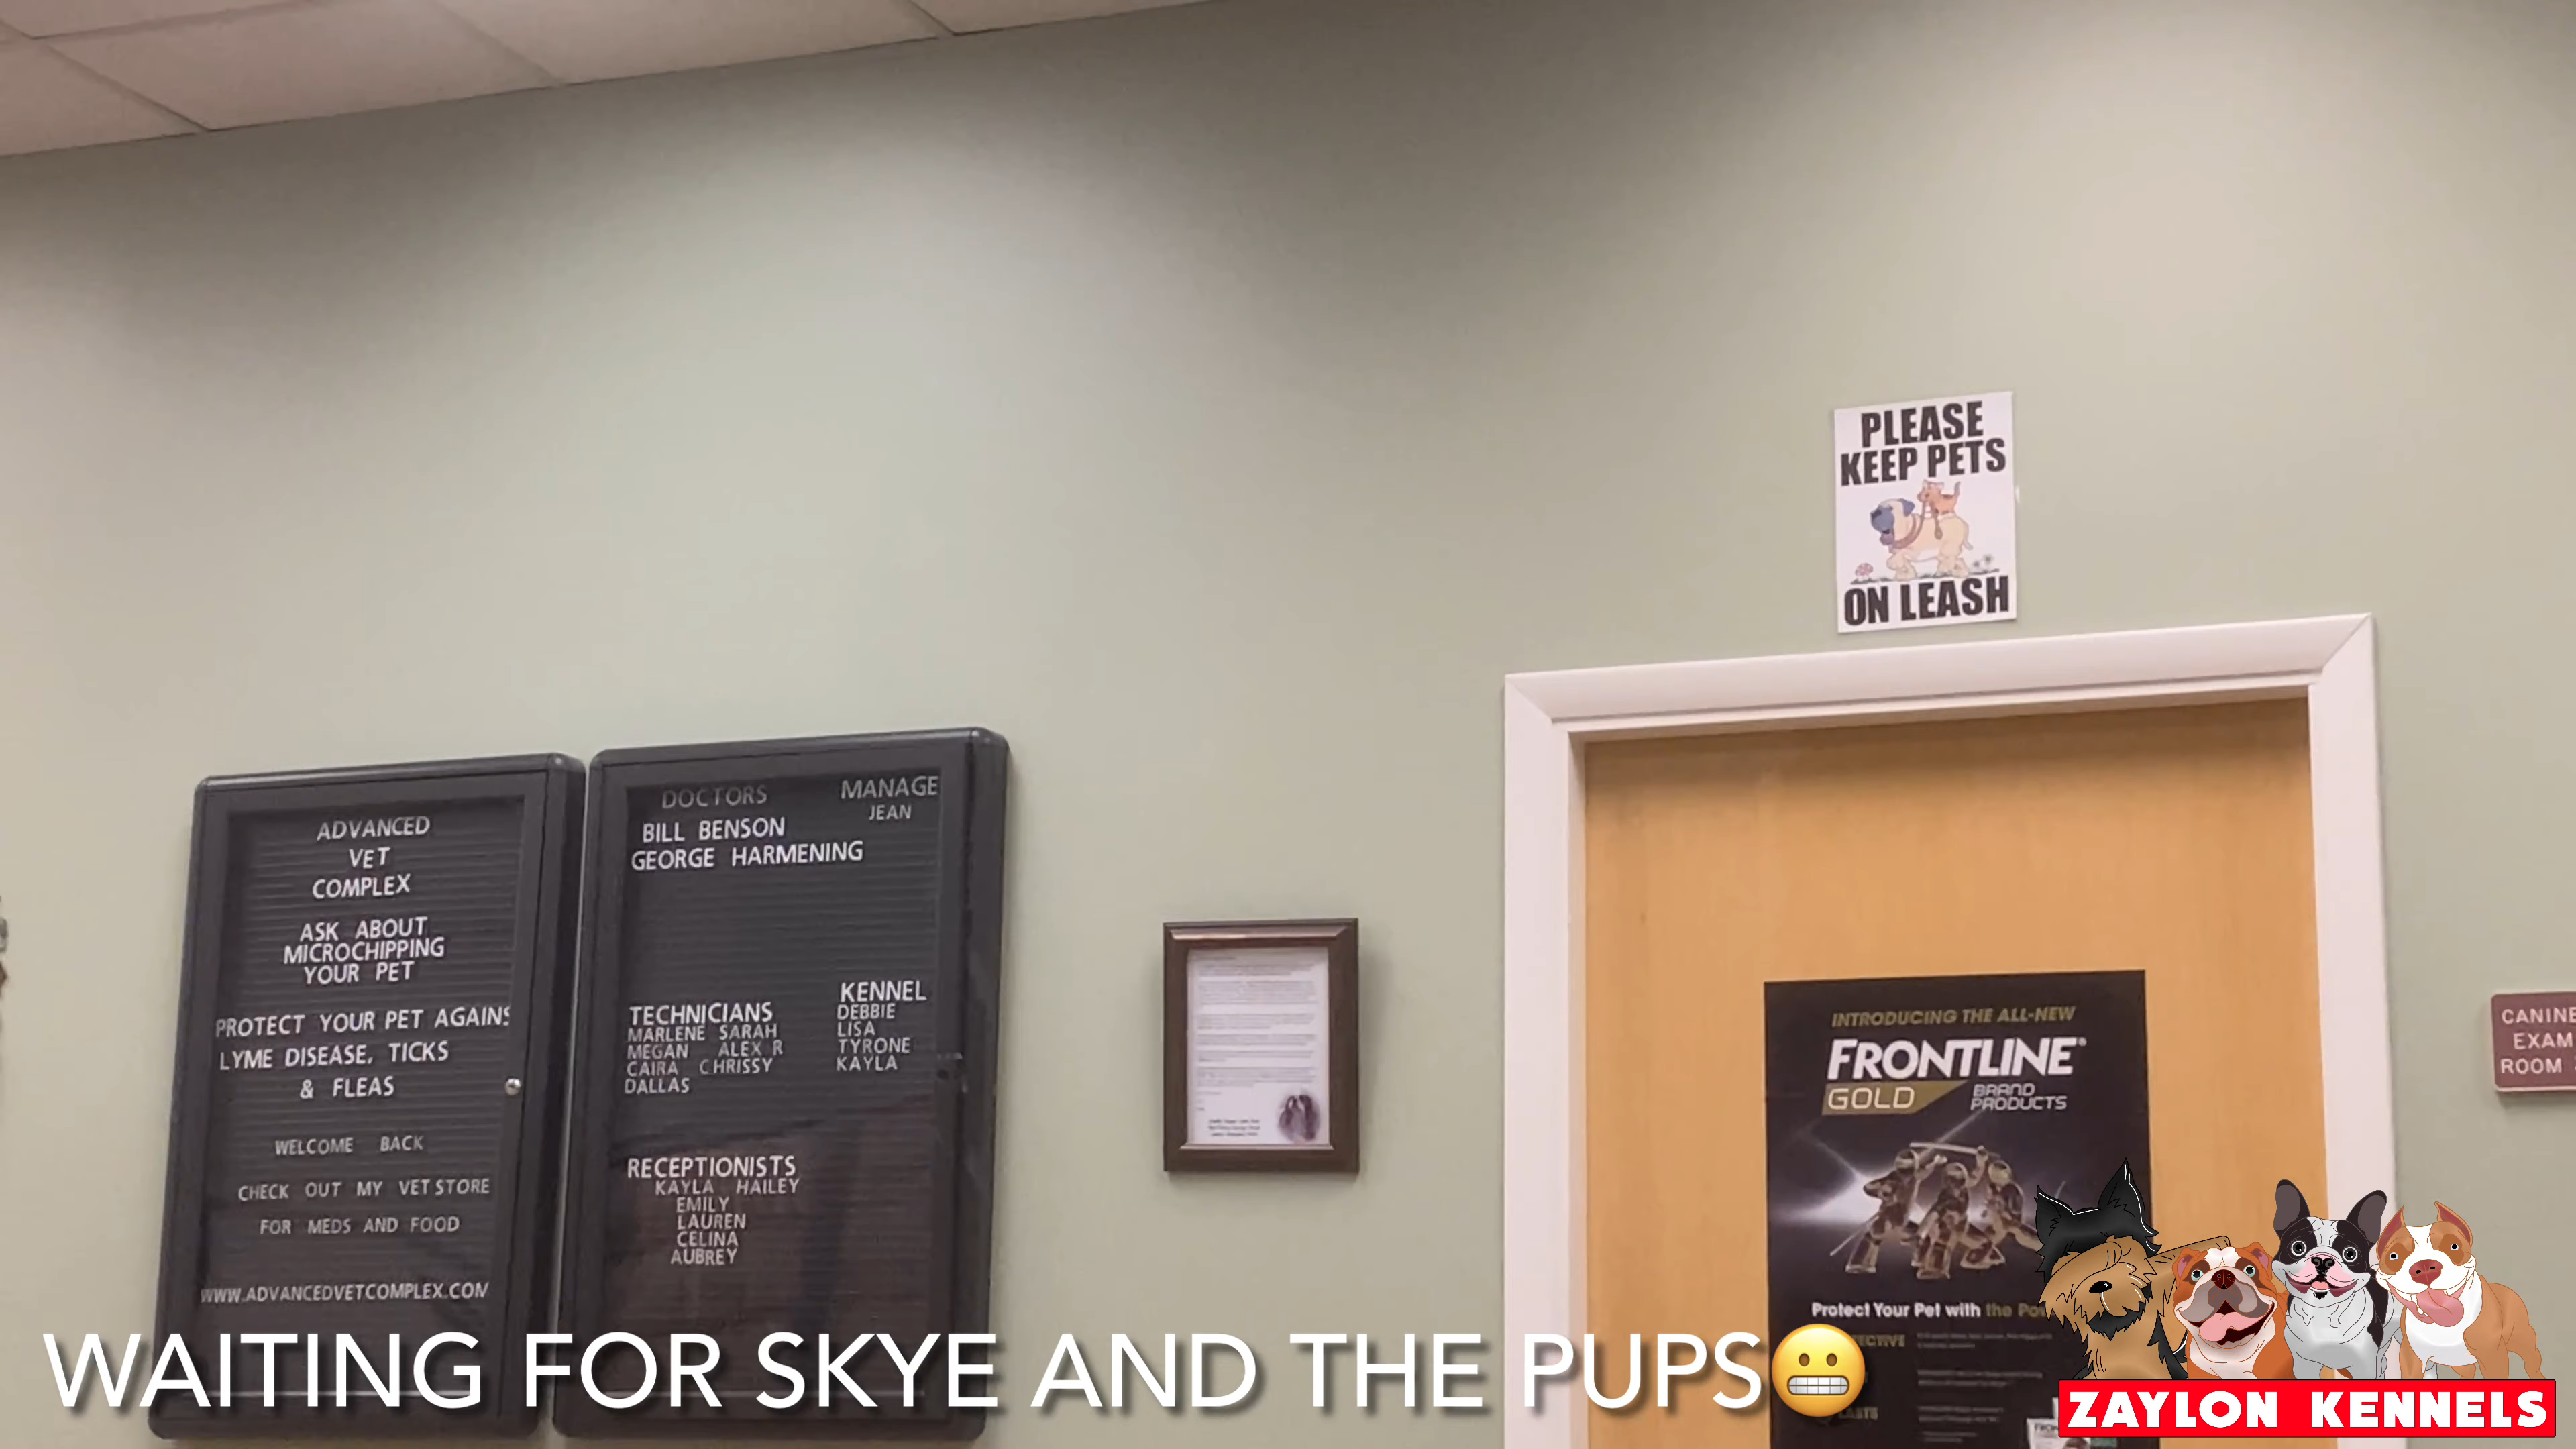 PLEASE
KEEP PETS
ON LEASH
ADVANCED
VET
COMPLEX
ASK ABOUT
MICROCHIPPING
YOUR PET
PROTECT YOUR PET AGAINS
LYME DISEASE, TICKS
& FLEAS
WELCOME BACK
CHECK OUT MY VET STORE
FOR MEDS AND FOOD
WWW.ADVANCEDVETCOMPLEX.COM
DOCTORS
BILL BENSON
GEORGE HARMENING
MANAGE
JEAN
TECHNICIANS
MARLENE SARAH
MEGAN ALEX R
CAIRA CHRISSY
DALLAS
KENNEL
DEBBIE
LISA
TYRONE
KAYLA
RECEPTIONISTS
KAYLA HAILEY
EMILY
LAUREN
CELINA
AUBREY
INTRODUCING THE ALL-NEW
FRONTLINE®
GOLD
BRAND
PRODUCTS
Protect Your Pet with the
CANINE
EXAM
ROOM
WAITING FOR SKYE AND THE PUPS😬
ZAYLON KENNELS